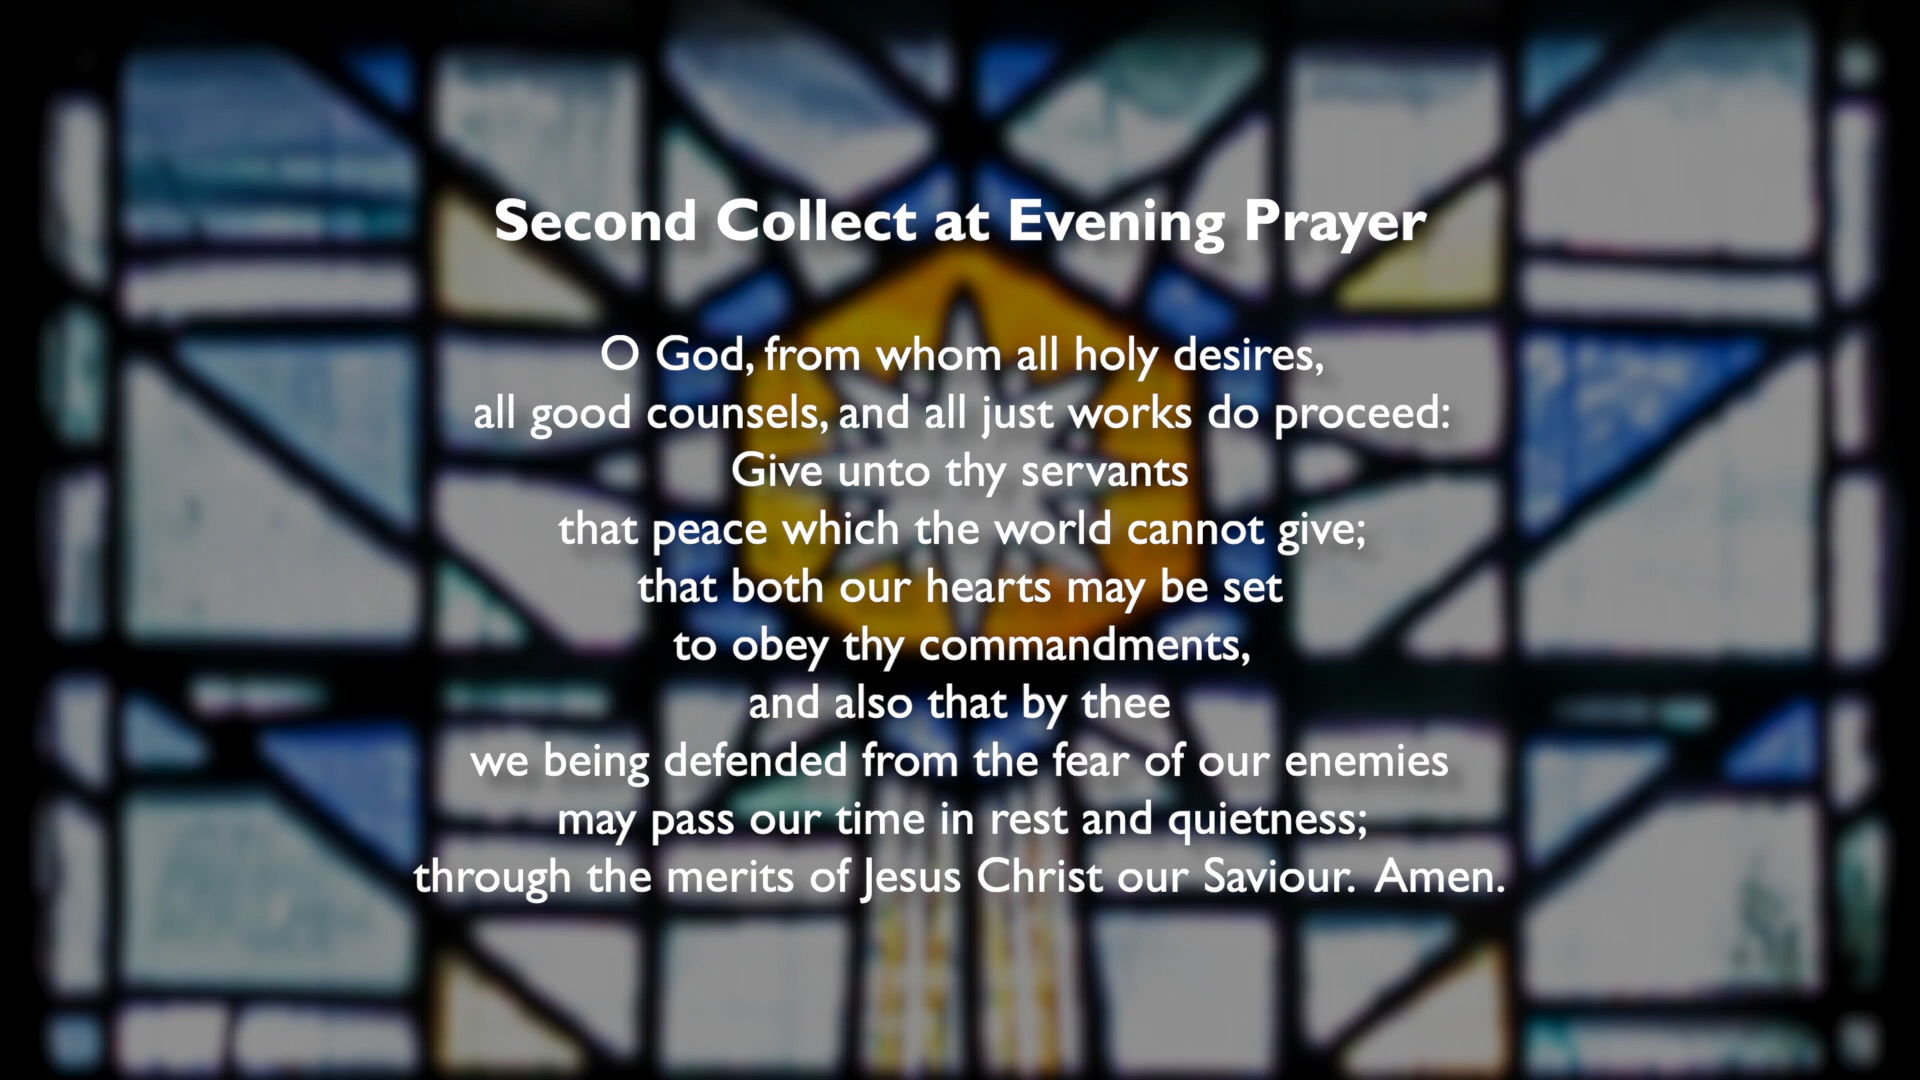 Second Collect at Evening Prayer
O God, from whom all holy desires,
all good counsels, and all just works do proceed:
Give unto thy servants
that peace which the world cannot give;
that both our hearts may be set
to obey thy commandments,
and also that by thee
we being defended from the fear of our enemies
may pass our time in rest and quietness;
through the merits of Jesus Christ our Saviour. Amen.